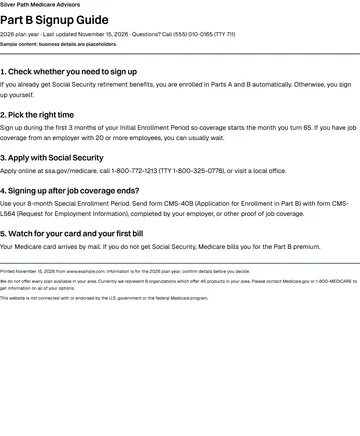 Silver Path Medicare Advisors
Part B Signup Guide
2026 plan year · Last updated November 15, 2026 · Questions? Call (555) 010-0165 (TTY 711)
Sample content: business details are placeholders.
1. Check whether you need to sign up
If you already get Social Security retirement benefits, you are enrolled in Parts A and B automatically. Otherwise, you sign
up yourself.
2. Pick the right time
Sign up during the first 3 months of your Initial Enrollment Period so coverage starts the month you turn 65. If you have job
coverage from an employer with 20 or more employees, you can usually wait.
3. Apply with Social Security
Apply online at ssa.gov/medicare, call 1-800-772-1213 (TTY 1-800-325-0778), or visit a local office.
4. Signing up after job coverage ends?
Use your 8-month Special Enrollment Period. Send form CMS-40B (Application for Enrollment in Part B) with form CMS-
L564 (Request for Employment Information), completed by your employer, or other proof of job coverage.
5. Watch for your card and your first bill
Your Medicare card arrives by mail. If you do not get Social Security, Medicare bills you for the Part B premium.
Printed November 15, 2026 from www.example.com. Information is for the 2026 plan year; confirm details before you decide.
We do not offer every plan available in your area. Currently we represent 8 organizations which offer 45 products in your area. Please contact Medicare.gov or 1-800-MEDICARE to
get information on all of your options.
This website is not connected with or endorsed by the U.S. government or the federal Medicare program.